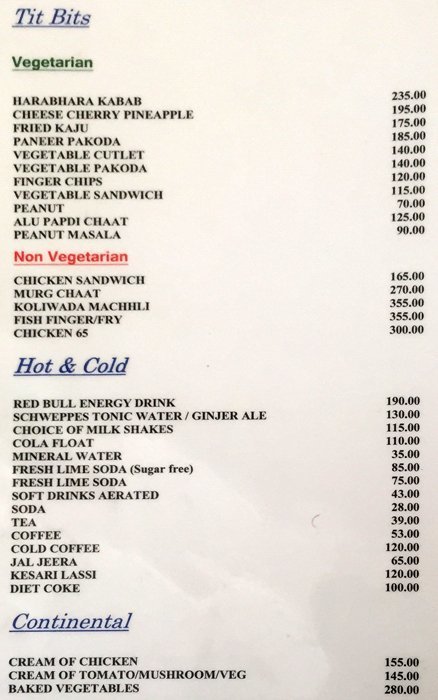 Tit Bits
Vegetarian
HARABHARA KABAB 235.00
CHEESE CHERRY PINEAPPLE 195.00
FRIED KAJU 175.00
PANEER PAKODA 185.00
VEGETABLE CUTLET 140.00
VEGETABLE PAKODA 140.00
FINGER CHIPS 120.00
VEGETABLE SANDWICH 115.00
PEANUT 70.00
ALU PAPDI CHAAT 125.00
PEANUT MASALA 90.00
Non Vegetarian
CHICKEN SANDWICH 165.00
MURG CHAAT 270.00
KOLIWADA MACHHLI 355.00
FISH FINGER/FRY 355.00
CHICKEN 65 300.00
Hot & Cold
RED BULL ENERGY DRINK 190.00
SCHWEPPES TONIC WATER / GINJER ALE 130.00
CHOICE OF MILK SHAKES 115.00
COLA FLOAT 110.00
MINERAL WATER 35.00
FRESH LIME SODA (Sugar free) 85.00
FRESH LIME SODA 75.00
SOFT DRINKS AERATED 43.00
SODA 28.00
TEA 39.00
COFFEE 53.00
COLD COFFEE 120.00
JAL JEERA 65.00
KESARI LASSI 120.00
DIET COKE 100.00
Continental
CREAM OF CHICKEN 155.00
CREAM OF TOMATO/MUSHROOM/VEG 145.00
BAKED VEGETABLES 280.00